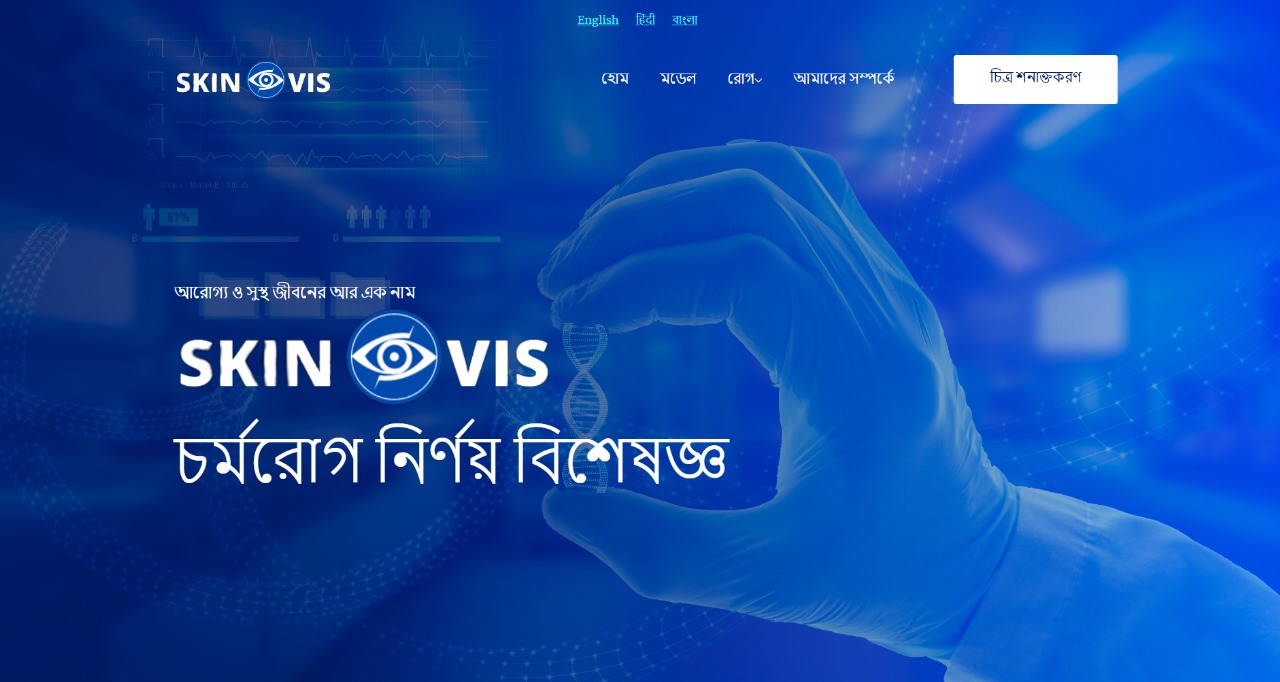 English हिंदी বাংলা
SKIN VIS
হোম মডেল রোগ আমাদের সম্পর্কে চিত্র শনাক্তকরণ
61%
আরোগ্য ও সুস্থ জীবনের আর এক নাম
SKIN VIS
চর্মরোগ নির্ণয় বিশেষজ্ঞ